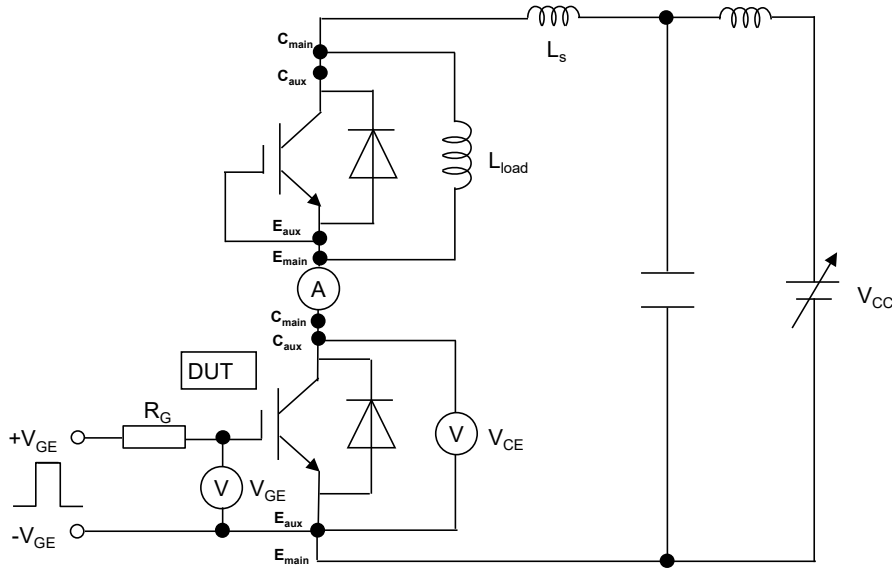 C_main
L_s
C_aux
L_load
E_aux
E_main
A
V_CC
C_main
C_aux
DUT
R_G
+V_GE
V
V_CE
V
V_GE
E_aux
-V_GE
E_main